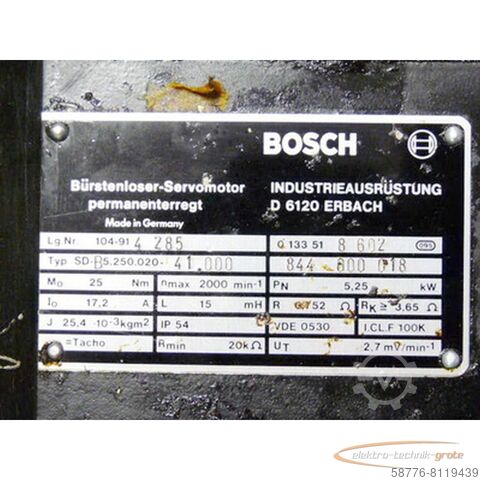 BOSCH
Bürstenloser-Servomotor
permanenterregt
Made in Germany
INDUSTRIEAUSRÜSTUNG
D 6120 ERBACH
Lg Nr 104-91 4 285 0 133 51 8 602 095
Typ SD-B5.250.020- 41.000 844-800 018
Mo 25 Nm nmax 2000 min-1 PN 5,25 kW
Io 17,2 A L 15 mH R 0,752 Ω RK ≥ 3,65 Ω
J 25,4 ·10-3kgm2 IP 54 VDE 0530 I.CL.F 100K
=Tacho Rmin 20kΩ UT 2,7 mV/min-1
elektro-technik-grote
58776-8119439